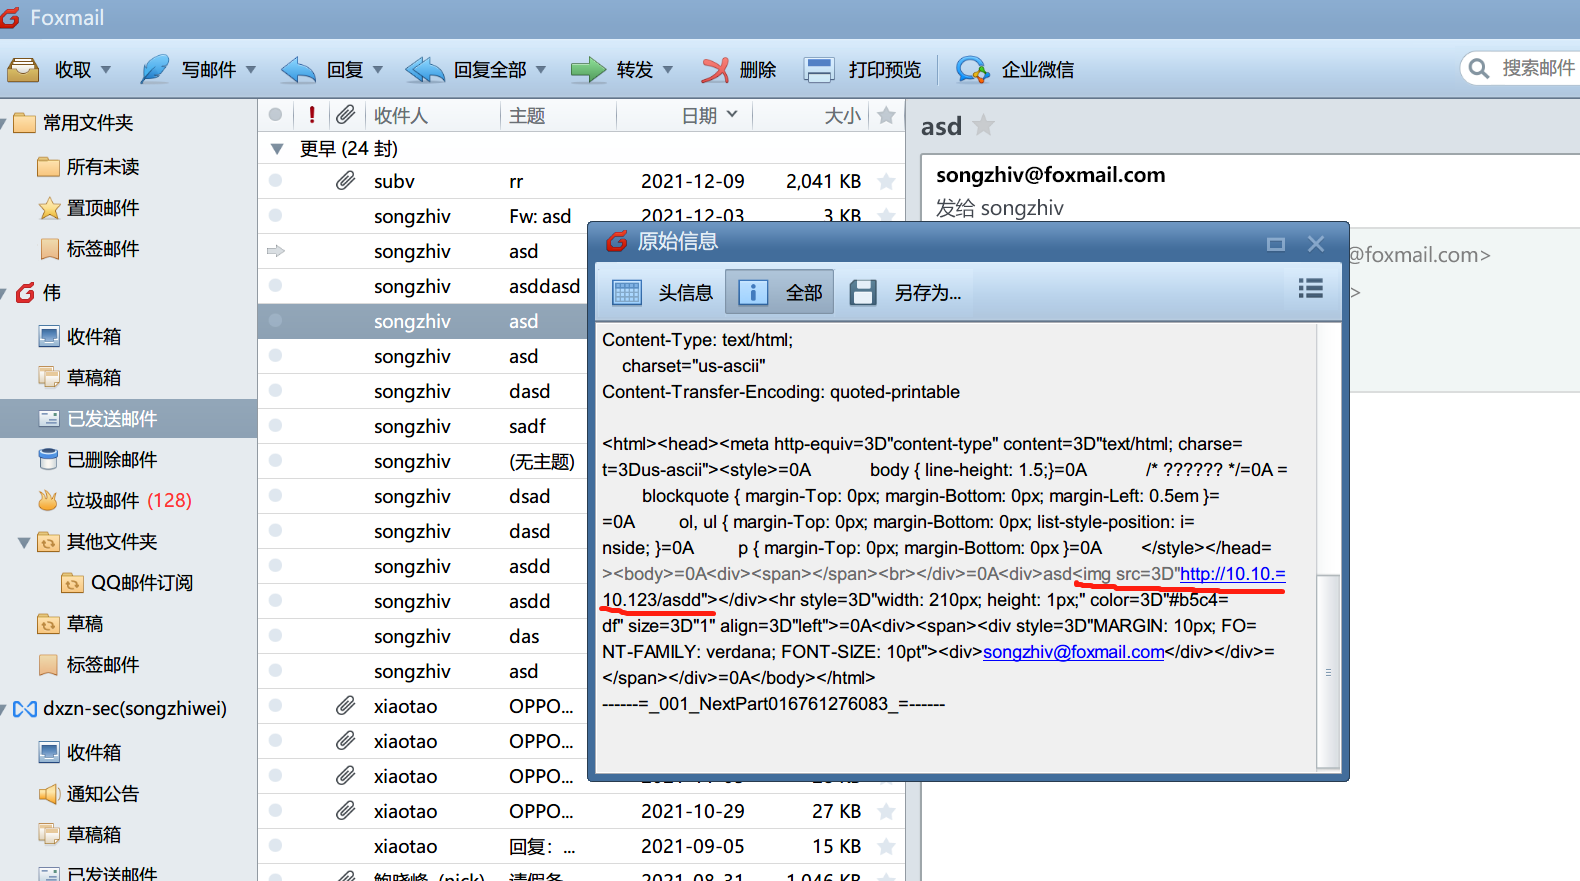 Foxmail
收取 写邮件 回复 回复全部 转发 删除 打印预览 企业微信 搜索邮件
常用文件夹
所有未读
置顶邮件
标签邮件
伟
收件箱
草稿箱
已发送邮件
已删除邮件
垃圾邮件 (128)
其他文件夹
QQ邮件订阅
草稿
标签邮件
dxzn-sec(songzhiwei)
收件箱
通知公告
草稿箱
已发送邮件
! 收件人 主题 日期 大小
更早 (24 封)
subv rr 2021-12-09 2,041 KB
songzhiv Fw: asd 2021-12-03 3 KB
songzhiv asd
songzhiv asddasd
songzhiv asd
songzhiv asd
songzhiv dasd
songzhiv sadf
songzhiv (无主题)
songzhiv dsad
songzhiv dasd
songzhiv asdd
songzhiv asdd
songzhiv das
songzhiv asd
xiaotao OPPO...
xiaotao OPPO...
xiaotao OPPO...
xiaotao OPPO... 2021-10-29 27 KB
xiaotao 回复: ... 2021-09-05 15 KB
鲍晓峰 (nick) 请假条 2021-08-31 1,046 KB
asd
songzhiv@foxmail.com
发给 songzhiv
@foxmail.com>
>
原始信息
头信息 全部 另存为...
Content-Type: text/html;
charset="us-ascii"
Content-Transfer-Encoding: quoted-printable
<html><head><meta http-equiv=3D"content-type" content=3D"text/html; charse=
t=3Dus-ascii"><style>=0A body { line-height: 1.5;}=0A /* ?????? */=0A =
blockquote { margin-Top: 0px; margin-Bottom: 0px; margin-Left: 0.5em }=
=0A ol, ul { margin-Top: 0px; margin-Bottom: 0px; list-style-position: i=
nside; }=0A p { margin-Top: 0px; margin-Bottom: 0px }=0A </style></head=
><body>=0A<div><span></span><br></div>=0A<div>asd<img src=3D"http://10.10.=
10.123/asdd"></div><hr style=3D"width: 210px; height: 1px;" color=3D"#b5c4=
df" size=3D"1" align=3D"left">=0A<div><span><div style=3D"MARGIN: 10px; FO=
NT-FAMILY: verdana; FONT-SIZE: 10pt"><div>songzhiv@foxmail.com</div></div>=
</span></div>=0A</body></html>
------=_001_NextPart016761276083_=------